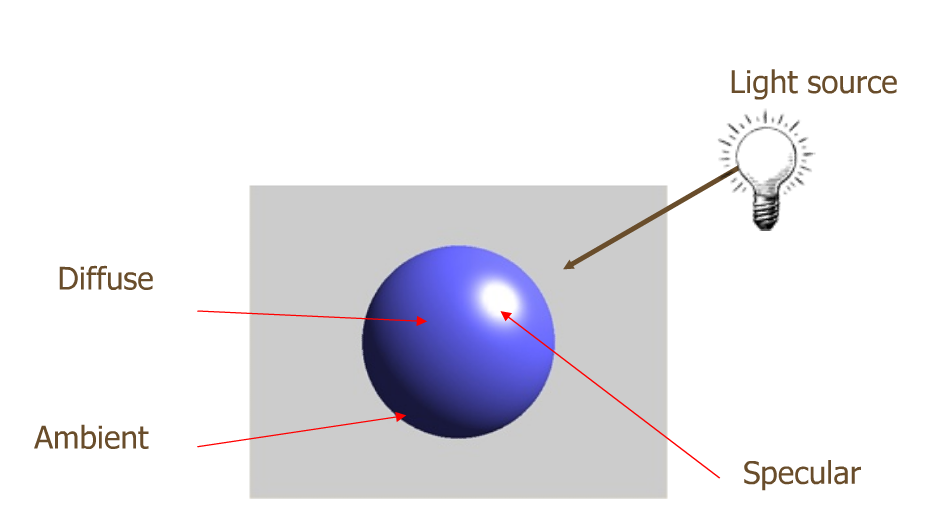 Light source
Diffuse
Ambient
Specular